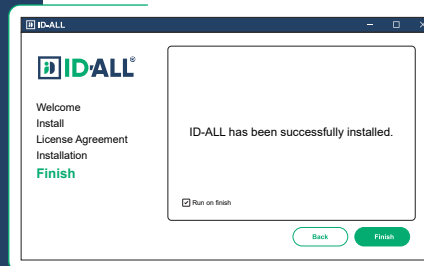 ID-ALL
ID-ALL®
Welcome
Install
License Agreement
Installation
Finish
ID-ALL has been successfully installed.
Run on finish
Back
Finish